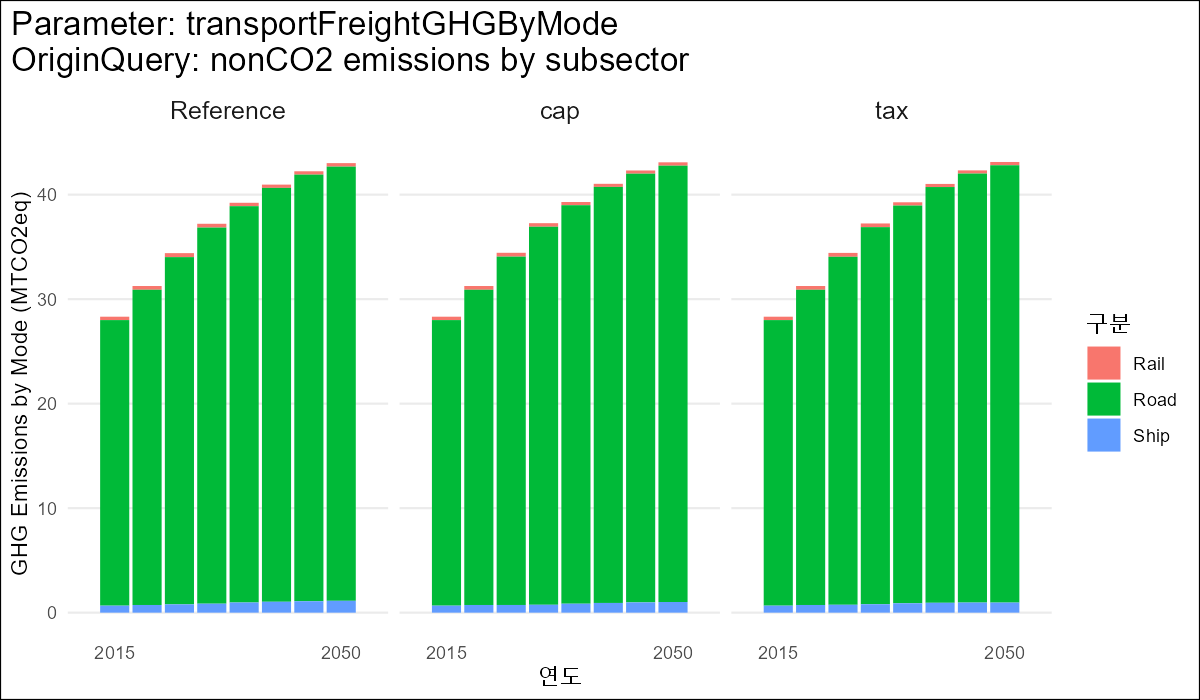 Parameter: transportFreightGHGByMode
OriginQuery: nonCO2 emissions by subsector
Reference
cap
tax
GHG Emissions by Mode (MTCO2eq)
40
30
20
10
0
2015
2050
2015
2050
2015
2050
연도
구분
Rail
Road
Ship